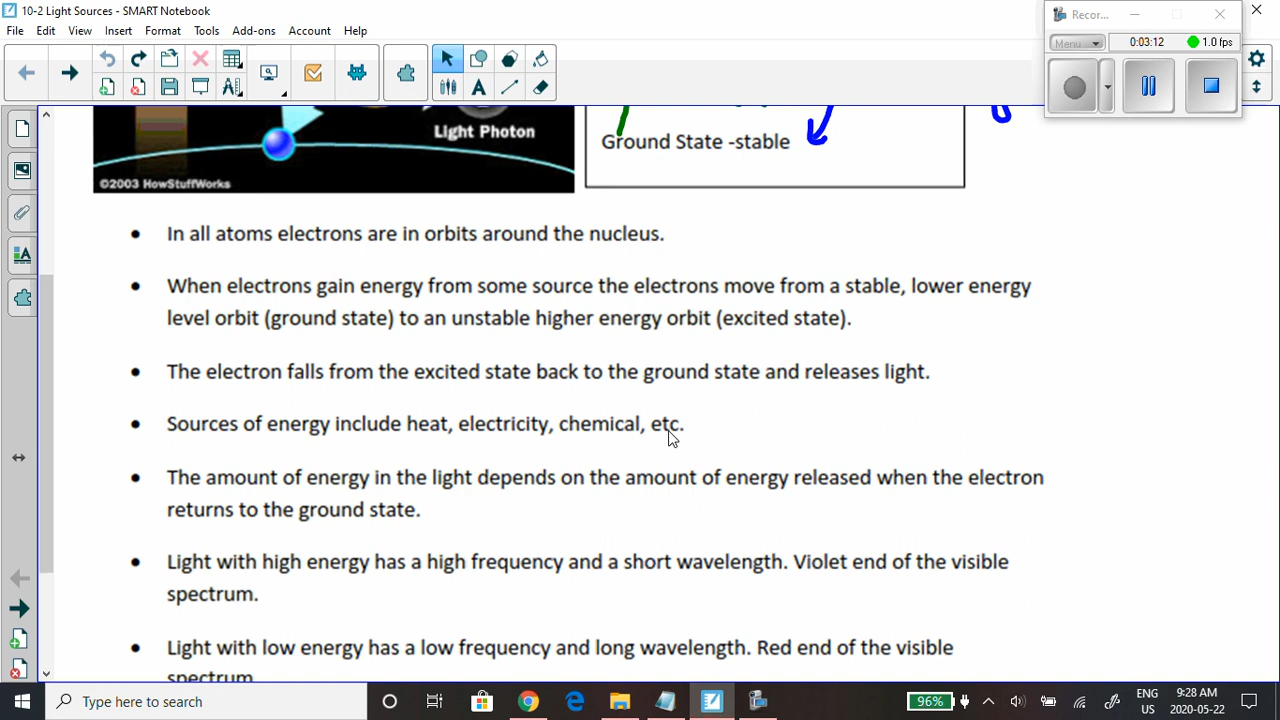 10-2 Light Sources - SMART Notebook
Recor...
File Edit View Insert Format Tools Add-ons Account Help
Menu 0:03:12 1.0 fps
Light Photon
Ground State -stable
©2003 HowStuffWorks
• In all atoms electrons are in orbits around the nucleus.
• When electrons gain energy from some source the electrons move from a stable, lower energy
level orbit (ground state) to an unstable higher energy orbit (excited state).
• The electron falls from the excited state back to the ground state and releases light.
• Sources of energy include heat, electricity, chemical, etc.
• The amount of energy in the light depends on the amount of energy released when the electron
returns to the ground state.
• Light with high energy has a high frequency and a short wavelength. Violet end of the visible
spectrum.
• Light with low energy has a low frequency and long wavelength. Red end of the visible
spectrum.
Type here to search
96%
ENG
US
9:28 AM
2020-05-22